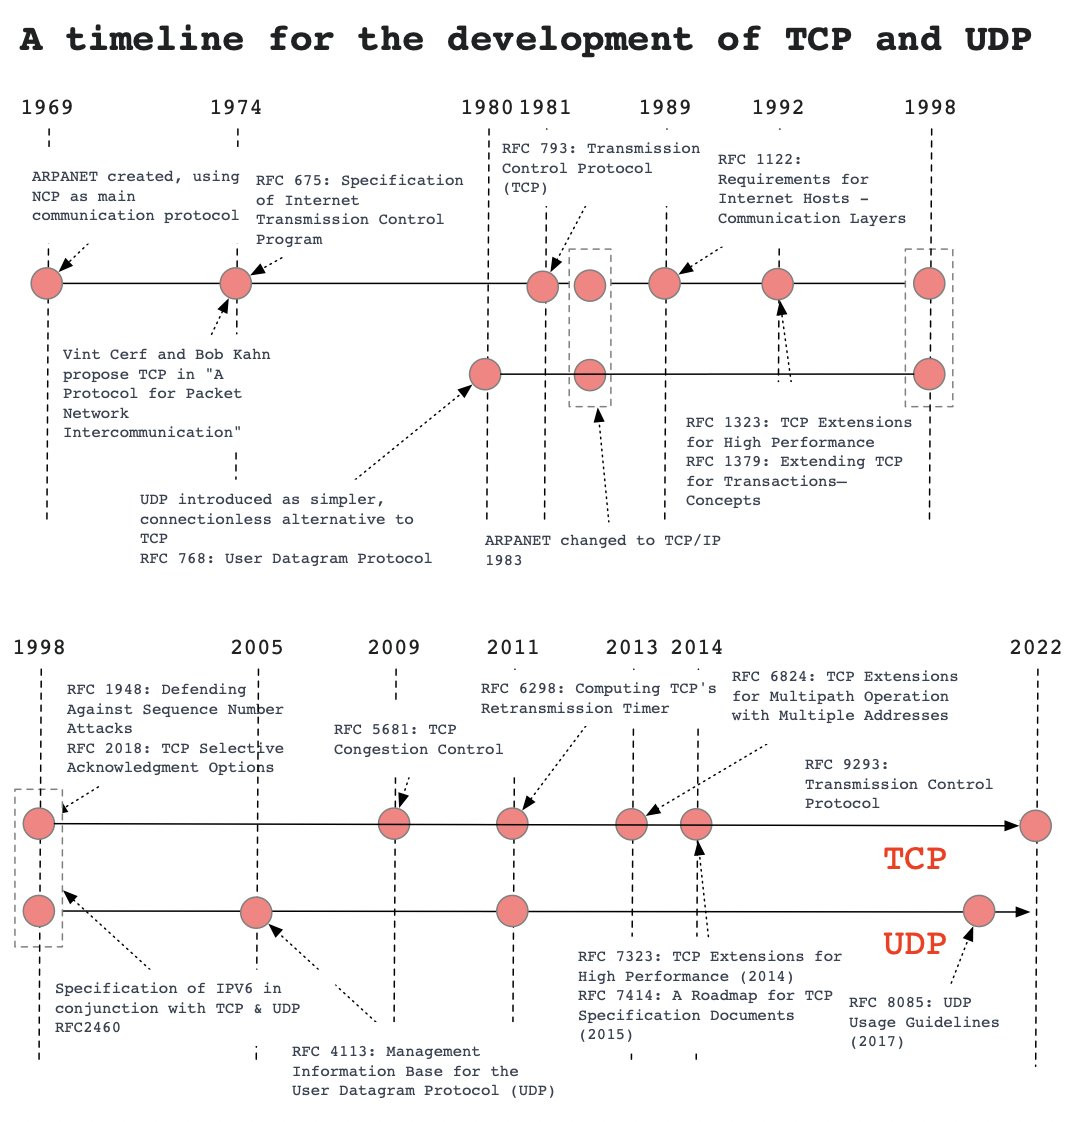 A timeline for the development of TCP and UDP
1969 1974 1980 1981 1989 1992 1998
ARPANET created, using
NCP as main
communication protocol
RFC 675: Specification
of Internet
Transmission Control
Program
RFC 793: Transmission
Control Protocol
(TCP)
RFC 1122:
Requirements for
Internet Hosts -
Communication Layers
Vint Cerf and Bob Kahn
propose TCP in "A
Protocol for Packet
Network
Intercommunication"
UDP introduced as simpler,
connectionless alternative to
TCP
RFC 768: User Datagram Protocol
ARPANET changed to TCP/IP
1983
RFC 1323: TCP Extensions
for High Performance
RFC 1379: Extending TCP
for Transactions—
Concepts
1998 2005 2009 2011 2013 2014 2022
RFC 1948: Defending
Against Sequence Number
Attacks
RFC 2018: TCP Selective
Acknowledgment Options
RFC 5681: TCP
Congestion Control
RFC 6298: Computing TCP's
Retransmission Timer
RFC 6824: TCP Extensions
for Multipath Operation
with Multiple Addresses
RFC 9293:
Transmission Control
Protocol
TCP
UDP
Specification of IPV6 in
conjunction with TCP & UDP
RFC2460
RFC 4113: Management
Information Base for the
User Datagram Protocol (UDP)
RFC 7323: TCP Extensions for
High Performance (2014)
RFC 7414: A Roadmap for TCP
Specification Documents
(2015)
RFC 8085: UDP
Usage Guidelines
(2017)